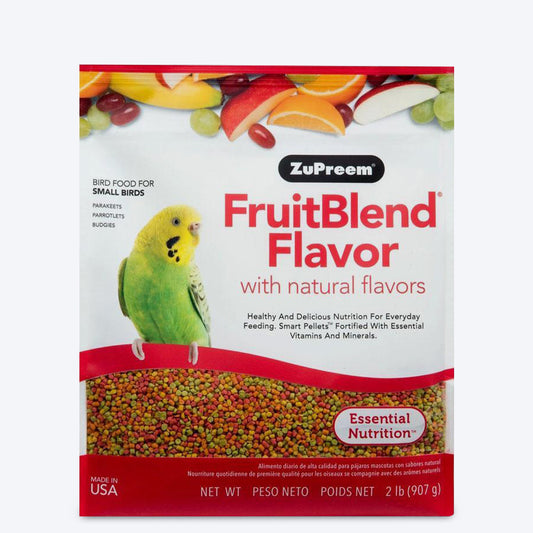 ZuPreem®
BIRD FOOD FOR
SMALL BIRDS
PARAKEETS
PARROTLETS
BUDGIES
FruitBlend®
Flavor
with natural flavors
Healthy And Delicious Nutrition For Everyday
Feeding. Smart Pellets™ Fortified With Essential
Vitamins And Minerals.
Essential
Nutrition™
Alimento diario de alta calidad para pájaros mascotas con sabores natural
Nourriture quotidienne de première qualité pour les oiseaux se compagnie avec des arômes naturels
MADE IN
USA
NET WT PESO NETO POIDS NET 2 lb (907 g)